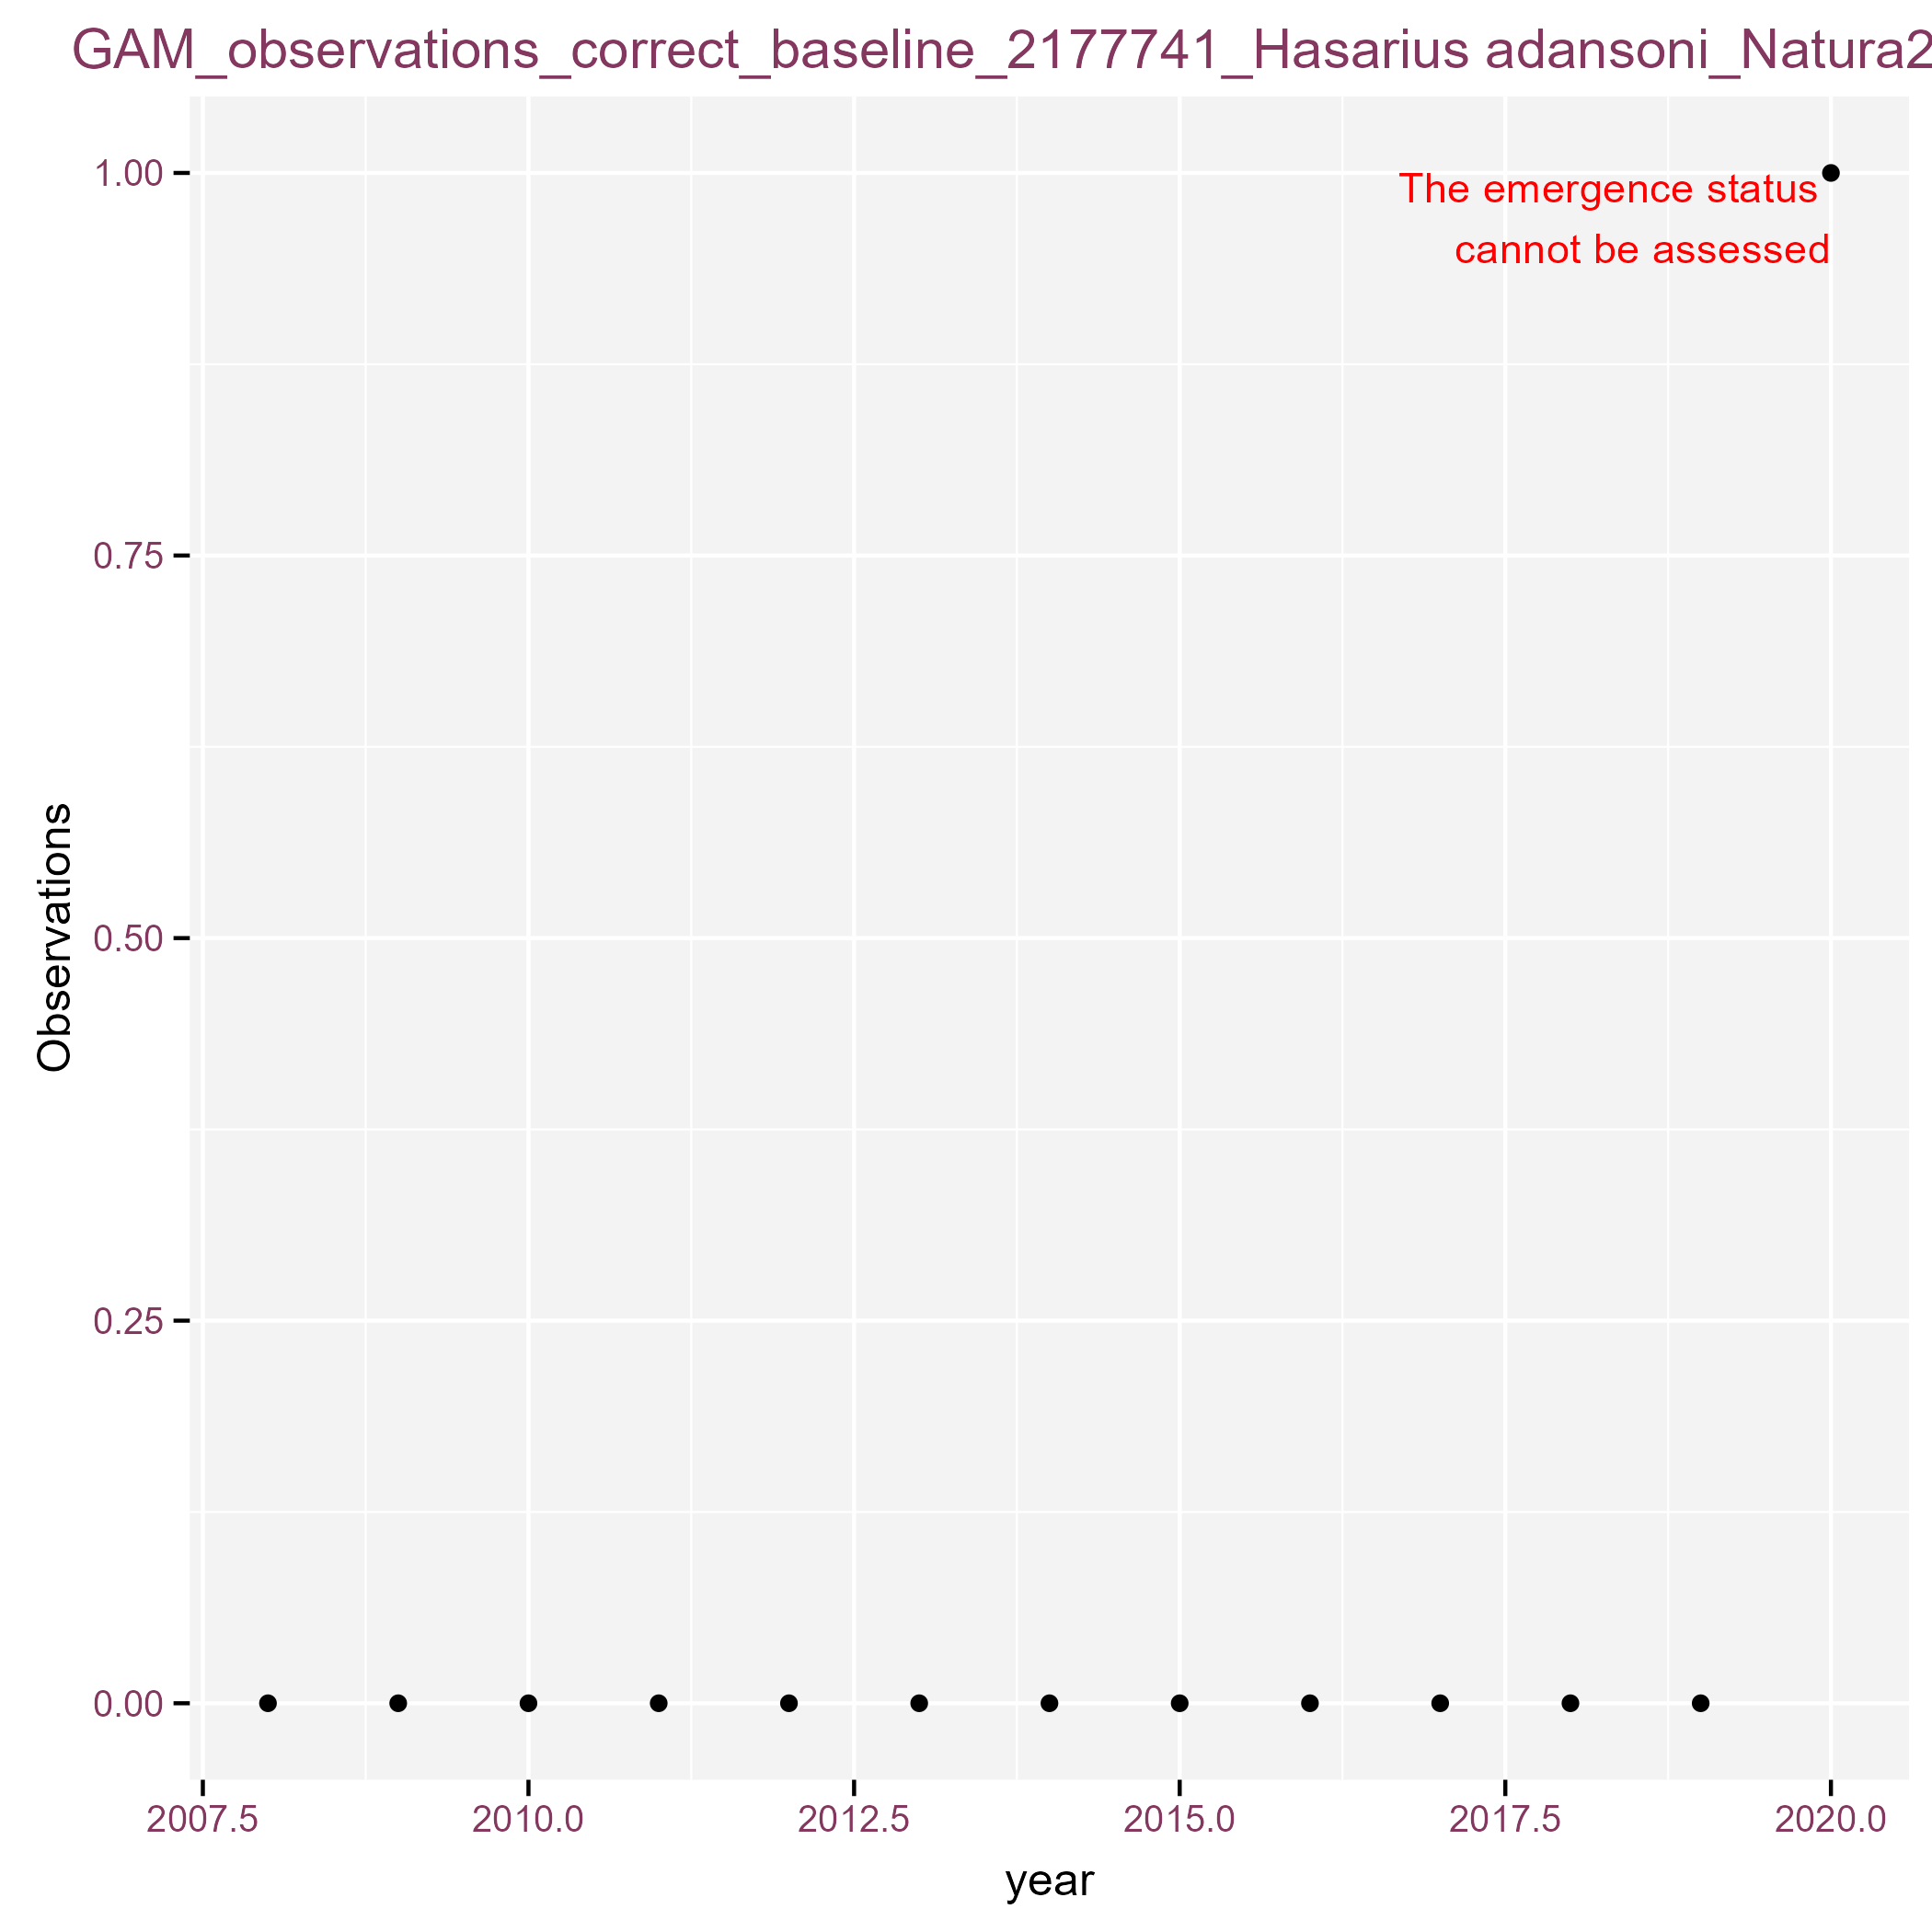 GAM_observations_correct_baseline_2177741_Hasarius adansoni_Natura2
1.00
The emergence status
cannot be assessed
0.75
0.50
0.25
0.00
Observations
2007.5 2010.0 2012.5 2015.0 2017.5 2020.0
year